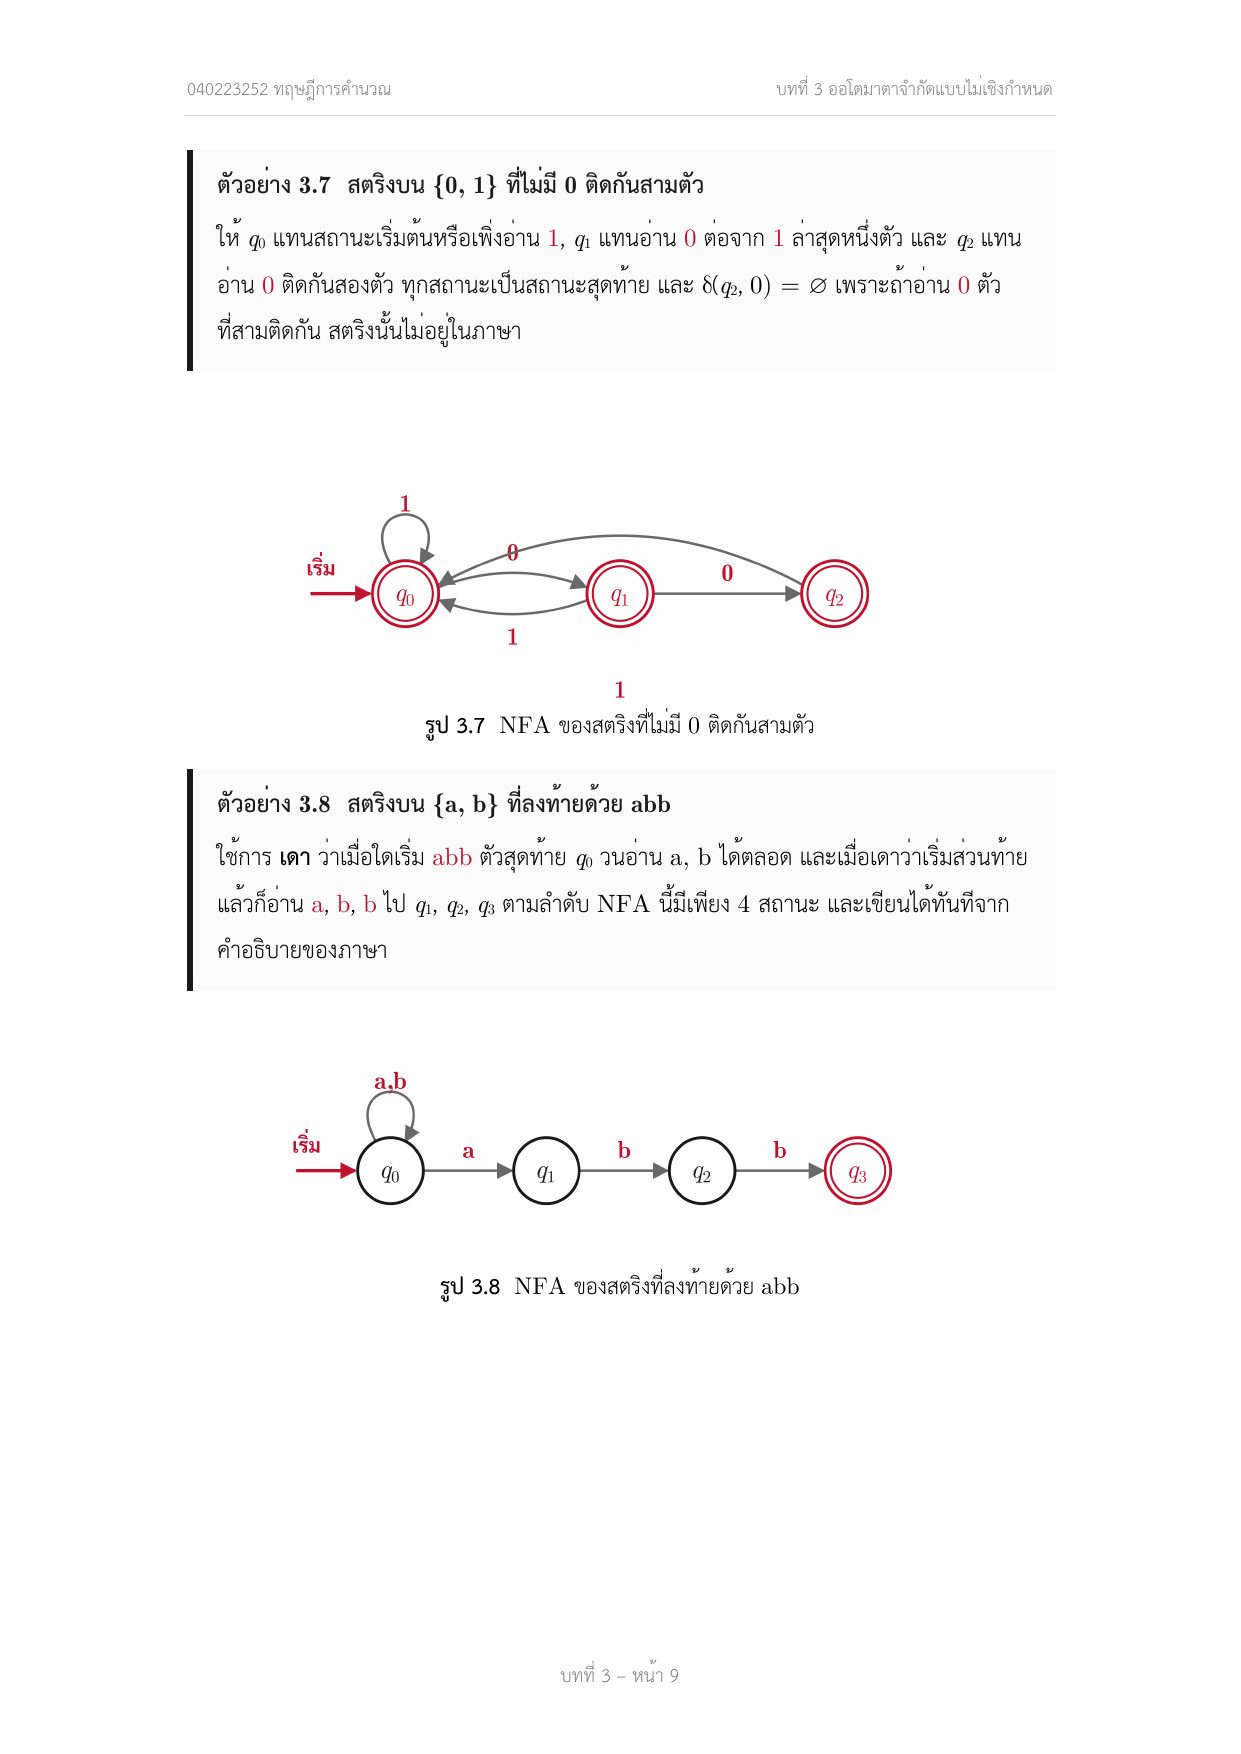 040223252 ทฤษฎีการคำนวณ
บทที่ 3 ออโตมาตาจำกัดแบบไม่เชิงกำหนด
ตัวอย่าง 3.7 สตริงบน {0, 1} ที่ไม่มี 0 ติดกันสามตัว
ให้ q₀ แทนสถานะเริ่มต้นหรือเพิ่งอ่าน 1, q₁ แทนอ่าน 0 ต่อจาก 1 ล่าสุดหนึ่งตัว และ q₂ แทน
อ่าน 0 ติดกันสองตัว ทุกสถานะเป็นสถานะสุดท้าย และ δ(q₂, 0) = ∅ เพราะถ้าอ่าน 0 ตัว
ที่สามติดกัน สตริงนั้นไม่อยู่ในภาษา
1
0
เริ่ม
0
q₀
q₁
q₂
1
1
รูป 3.7 NFA ของสตริงที่ไม่มี 0 ติดกันสามตัว
ตัวอย่าง 3.8 สตริงบน {a, b} ที่ลงท้ายด้วย abb
ใช้การ เดา ว่าเมื่อใดเริ่ม abb ตัวสุดท้าย q₀ วนอ่าน a, b ได้ตลอด และเมื่อเดาว่าเริ่มส่วนท้าย
แล้วก็อ่าน a, b, b ไป q₁, q₂, q₃ ตามลำดับ NFA นี้มีเพียง 4 สถานะ และเขียนได้ทันทีจาก
คำอธิบายของภาษา
a,b
เริ่ม
a
b
b
q₀
q₁
q₂
q₃
รูป 3.8 NFA ของสตริงที่ลงท้ายด้วย abb
บทที่ 3 – หน้า 9